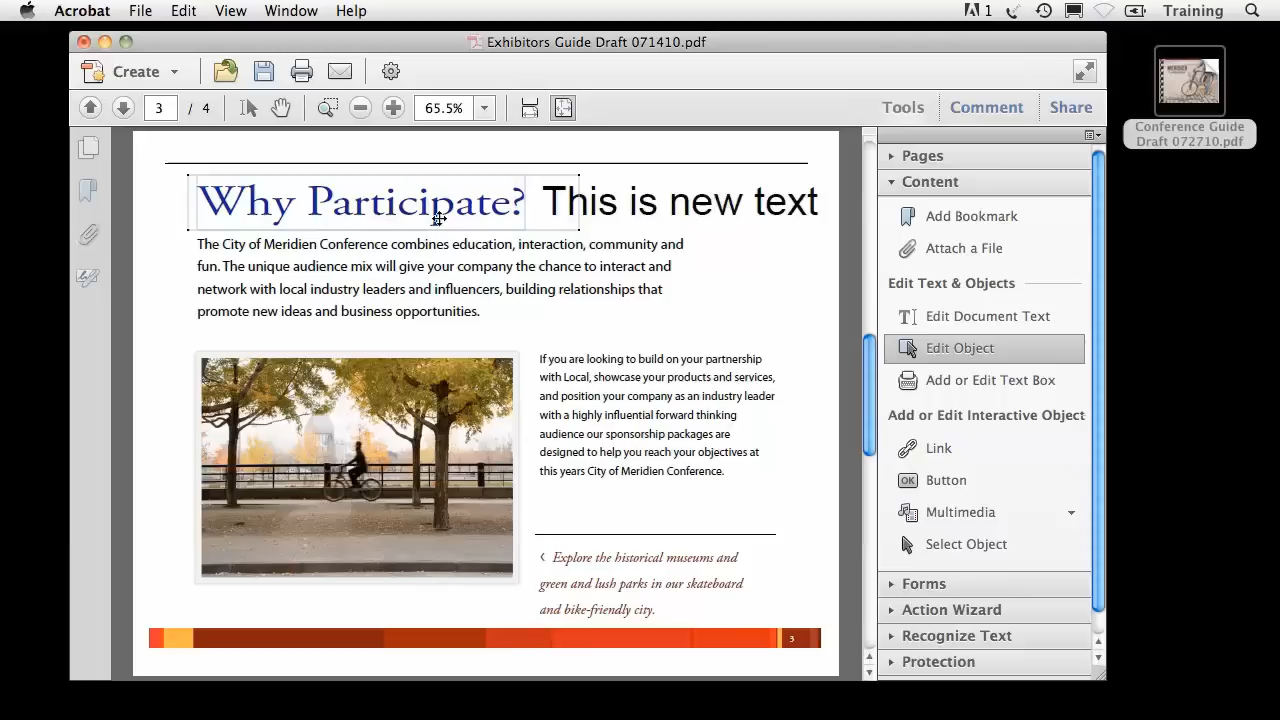 Acrobat File Edit View Window Help
1 Training
Exhibitors Guide Draft 071410.pdf
Create
3 / 4 65.5% Tools Comment Share
Conference Guide
Draft 072710.pdf
Why Participate? This is new text
The City of Meridien Conference combines education, interaction, community and
fun. The unique audience mix will give your company the chance to interact and
network with local industry leaders and influencers, building relationships that
promote new ideas and business opportunities.
If you are looking to build on your partnership
with Local, showcase your products and services,
and position your company as an industry leader
with a highly influential forward thinking
audience our sponsorship packages are
designed to help you reach your objectives at
this years City of Meridien Conference.
‹ Explore the historical museums and
green and lush parks in our skateboard
and bike-friendly city.
3
Pages
Content
Add Bookmark
Attach a File
Edit Text & Objects
Edit Document Text
Edit Object
Add or Edit Text Box
Add or Edit Interactive Object
Link
OK Button
Multimedia
Select Object
Forms
Action Wizard
Recognize Text
Protection